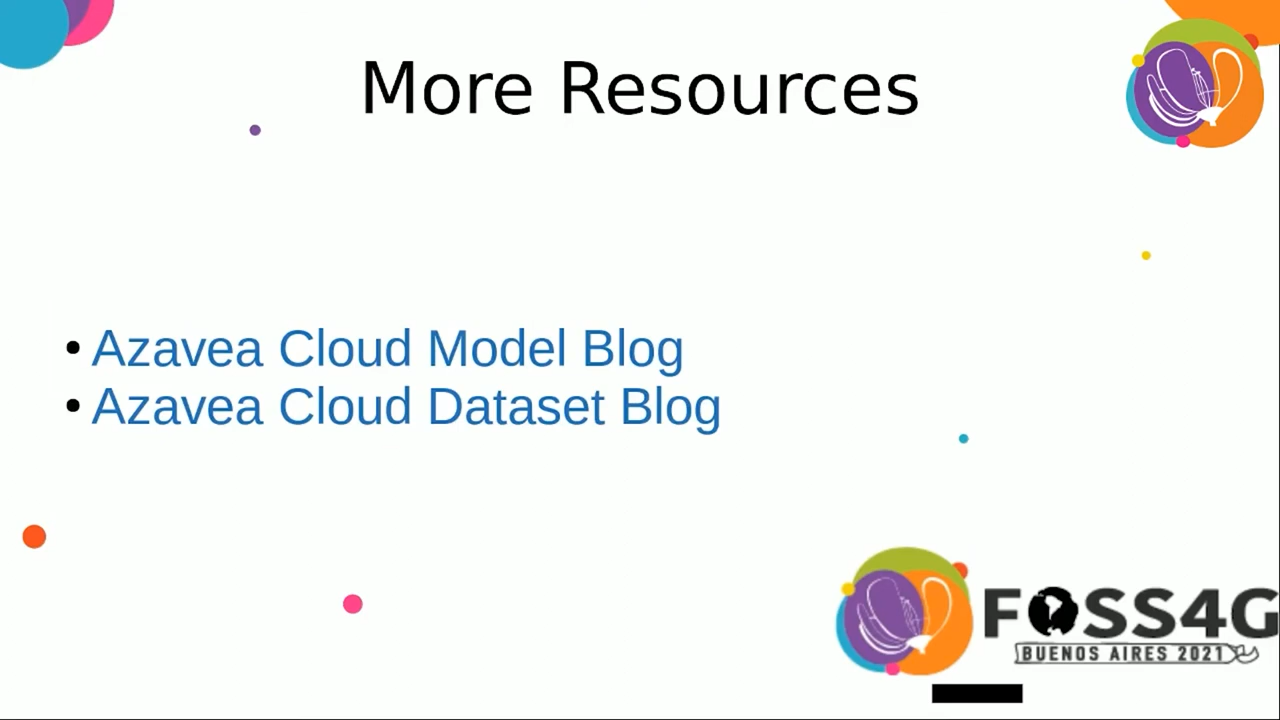 More Resources
• Azavea Cloud Model Blog
• Azavea Cloud Dataset Blog
FOSS4G
BUENOS AIRES 2021